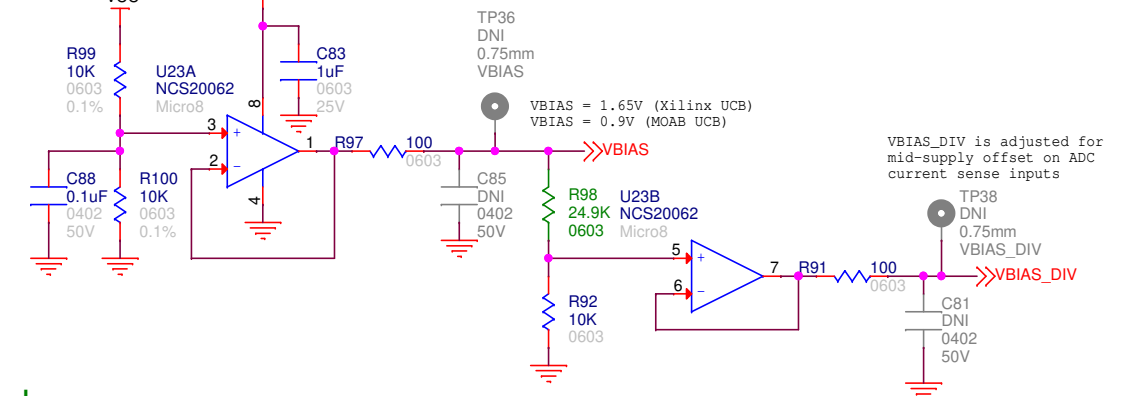 TP36
DNI
0.75mm
VBIAS
R99
10K
0603
0.1%
U23A
NCS20062
Micro8
C83
1uF
0603
25V
8
3
+
1
2
−
4
R97
100
0603
VBIAS = 1.65V (Xilinx UCB)
VBIAS = 0.9V (MOAB UCB)
VBIAS
C88
0.1uF
0402
50V
R100
10K
0603
0.1%
C85
DNI
0402
50V
R98
24.9K
0603
U23B
NCS20062
Micro8
VBIAS_DIV is adjusted for
mid-supply offset on ADC
current sense inputs
TP38
DNI
0.75mm
VBIAS_DIV
5
+
7
6
−
R91
100
0603
VBIAS_DIV
R92
10K
0603
C81
DNI
0402
50V